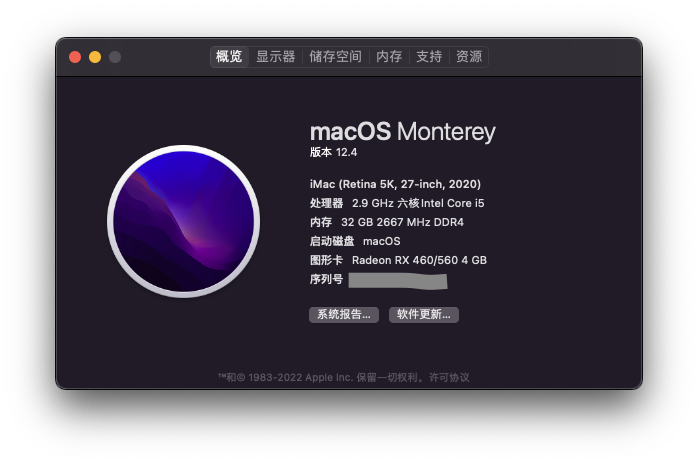 概览 显示器 储存空间 内存 支持 资源
macOS Monterey
版本 12.4
iMac (Retina 5K, 27-inch, 2020)
处理器 2.9 GHz 六核Intel Core i5
内存 32 GB 2667 MHz DDR4
启动磁盘 macOS
图形卡 Radeon RX 460/560 4 GB
序列号
系统报告... 软件更新...
™和© 1983-2022 Apple Inc. 保留一切权利。许可协议